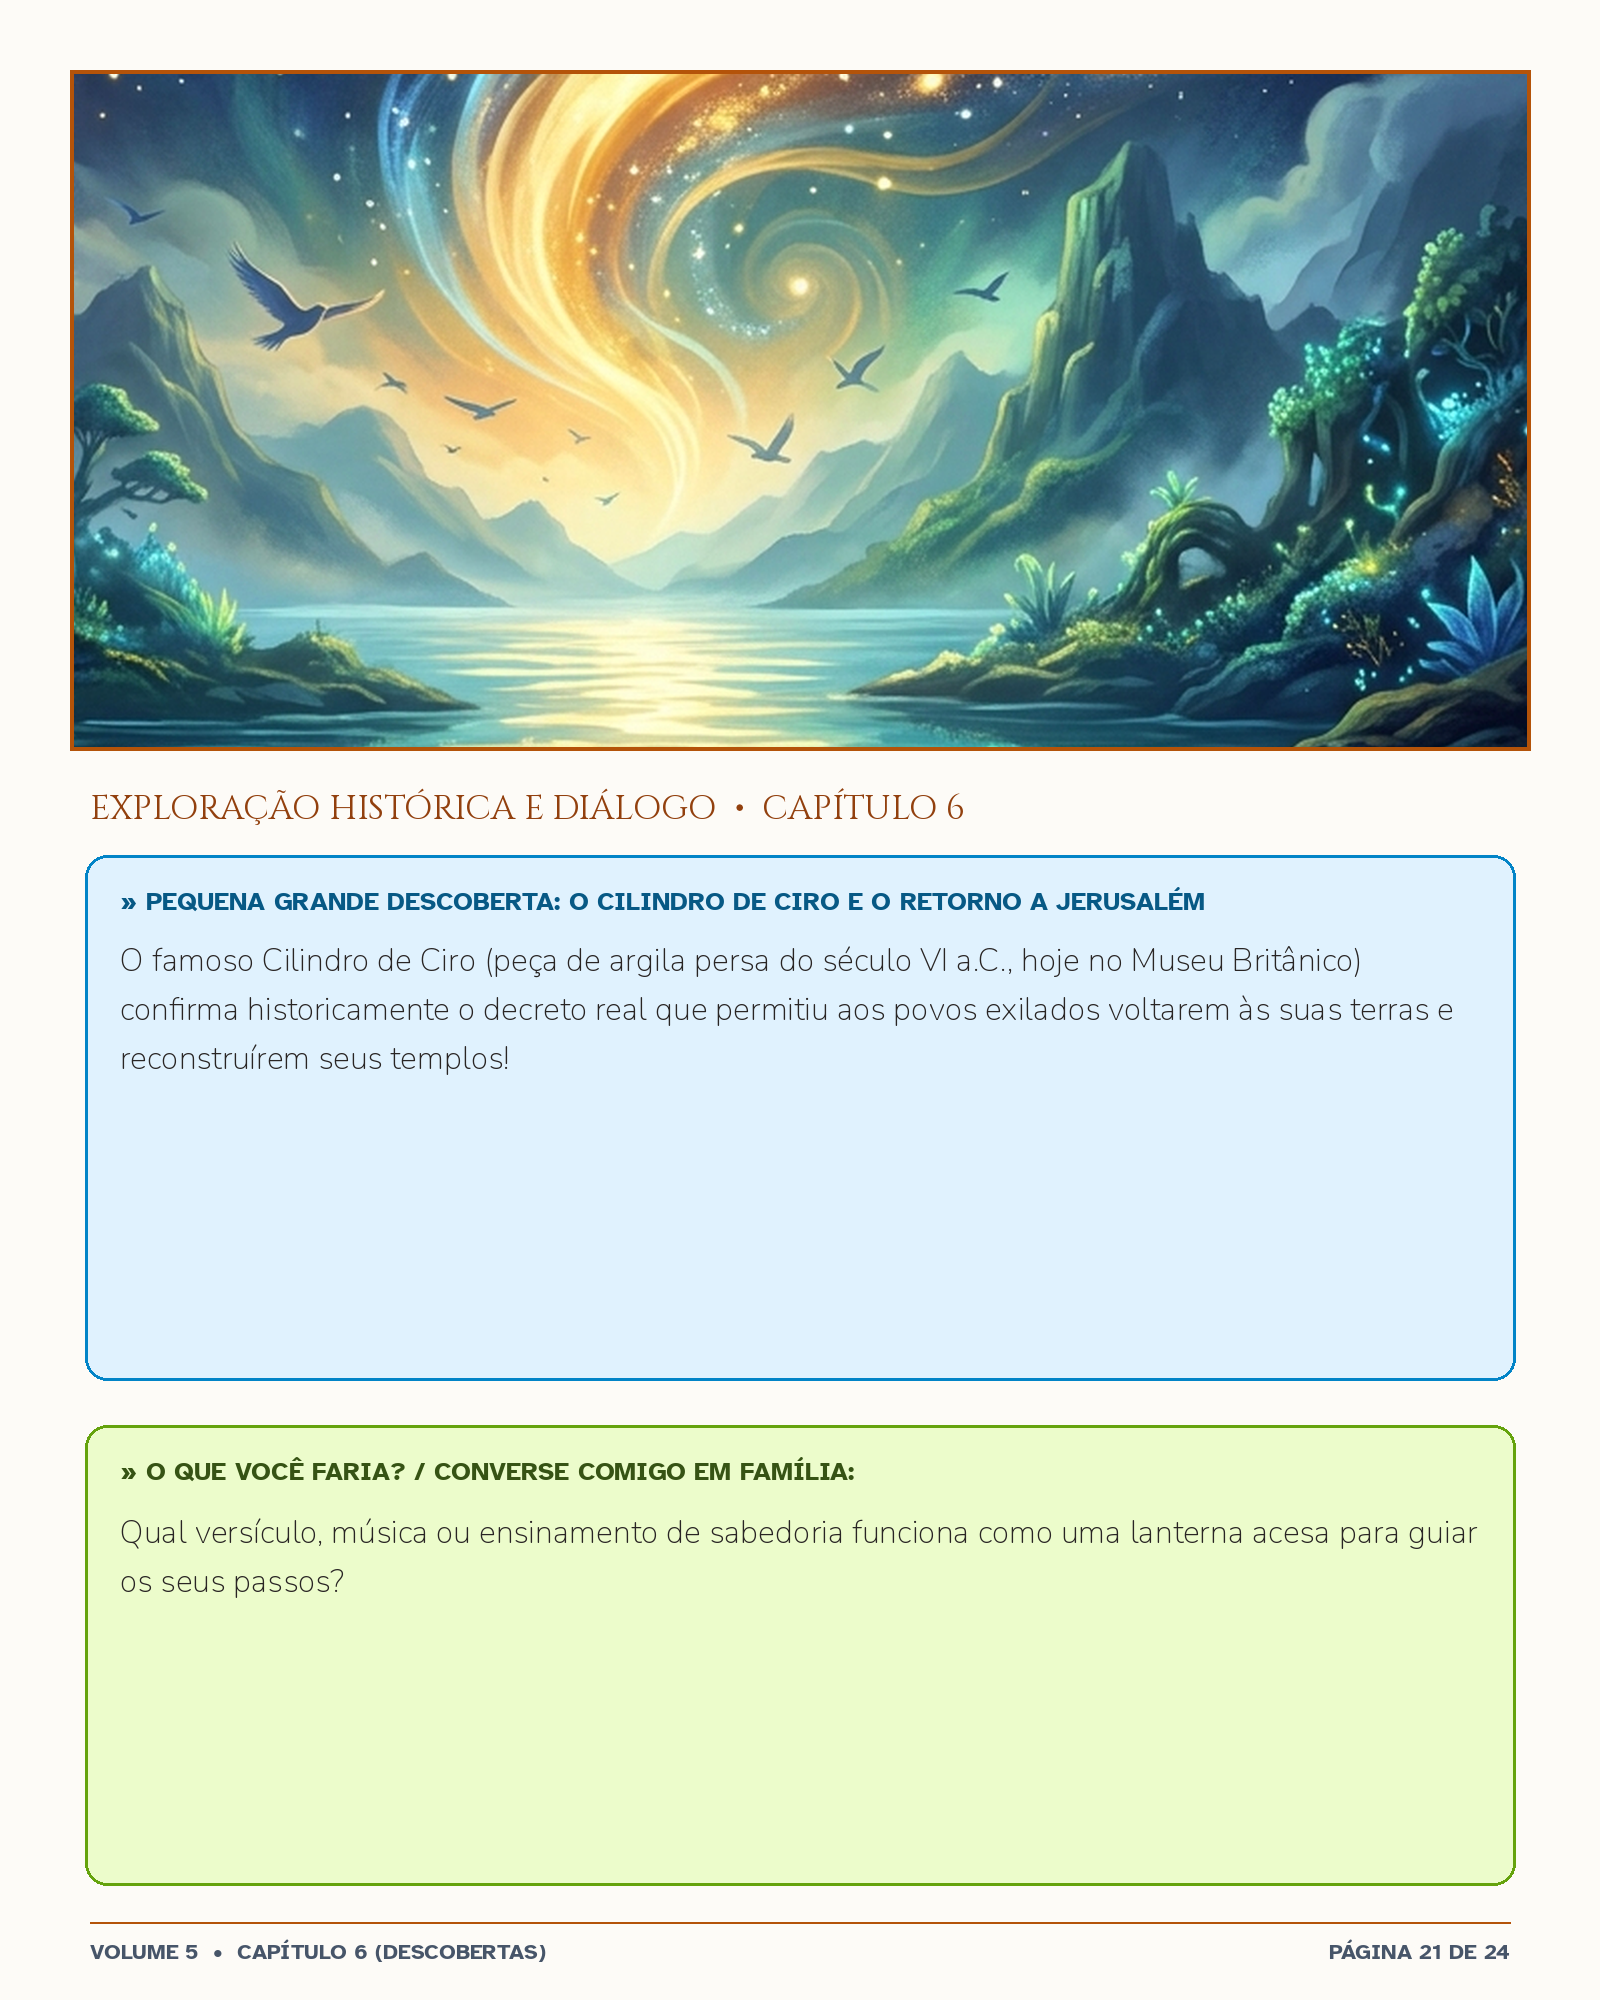 EXPLORAÇÃO HISTÓRICA E DIÁLOGO • CAPÍTULO 6
» PEQUENA GRANDE DESCOBERTA: O CILINDRO DE CIRO E O RETORNO A JERUSALÉM
O famoso Cilindro de Ciro (peça de argila persa do século VI a.C., hoje no Museu Britânico)
confirma historicamente o decreto real que permitiu aos povos exilados voltarem às suas terras e
reconstruírem seus templos!
» O QUE VOCÊ FARIA? / CONVERSE COMIGO EM FAMÍLIA:
Qual versículo, música ou ensinamento de sabedoria funciona como uma lanterna acesa para guiar
os seus passos?
VOLUME 5 • CAPÍTULO 6 (DESCOBERTAS)
PÁGINA 21 DE 24